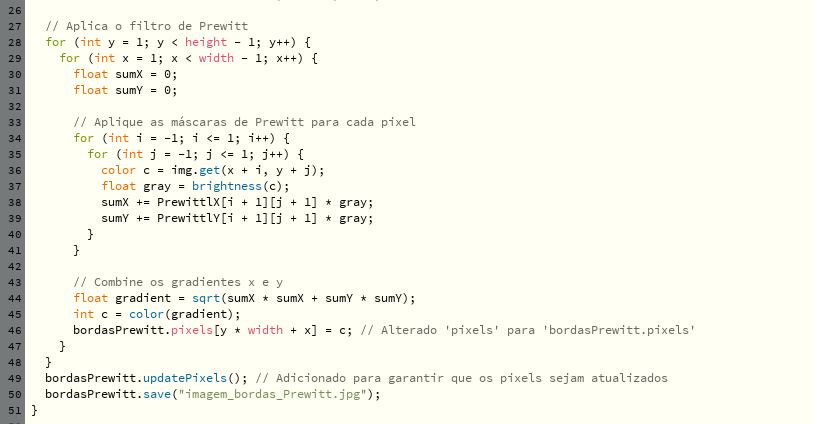 26
27 // Aplica o filtro de Prewitt
28 for (int y = 1; y < height - 1; y++) {
29 for (int x = 1; x < width - 1; x++) {
30 float sumX = 0;
31 float sumY = 0;
32
33 // Aplique as máscaras de Prewitt para cada pixel
34 for (int i = -1; i <= 1; i++) {
35 for (int j = -1; j <= 1; j++) {
36 color c = img.get(x + i, y + j);
37 float gray = brightness(c);
38 sumX += PrewittlX[i + 1][j + 1] * gray;
39 sumY += PrewittlY[i + 1][j + 1] * gray;
40 }
41 }
42
43 // Combine os gradientes x e y
44 float gradient = sqrt(sumX * sumX + sumY * sumY);
45 int c = color(gradient);
46 bordasPrewitt.pixels[y * width + x] = c; // Alterado 'pixels' para 'bordasPrewitt.pixels'
47 }
48 }
49 bordasPrewitt.updatePixels(); // Adicionado para garantir que os pixels sejam atualizados
50 bordasPrewitt.save("imagem_bordas_Prewitt.jpg");
51 }